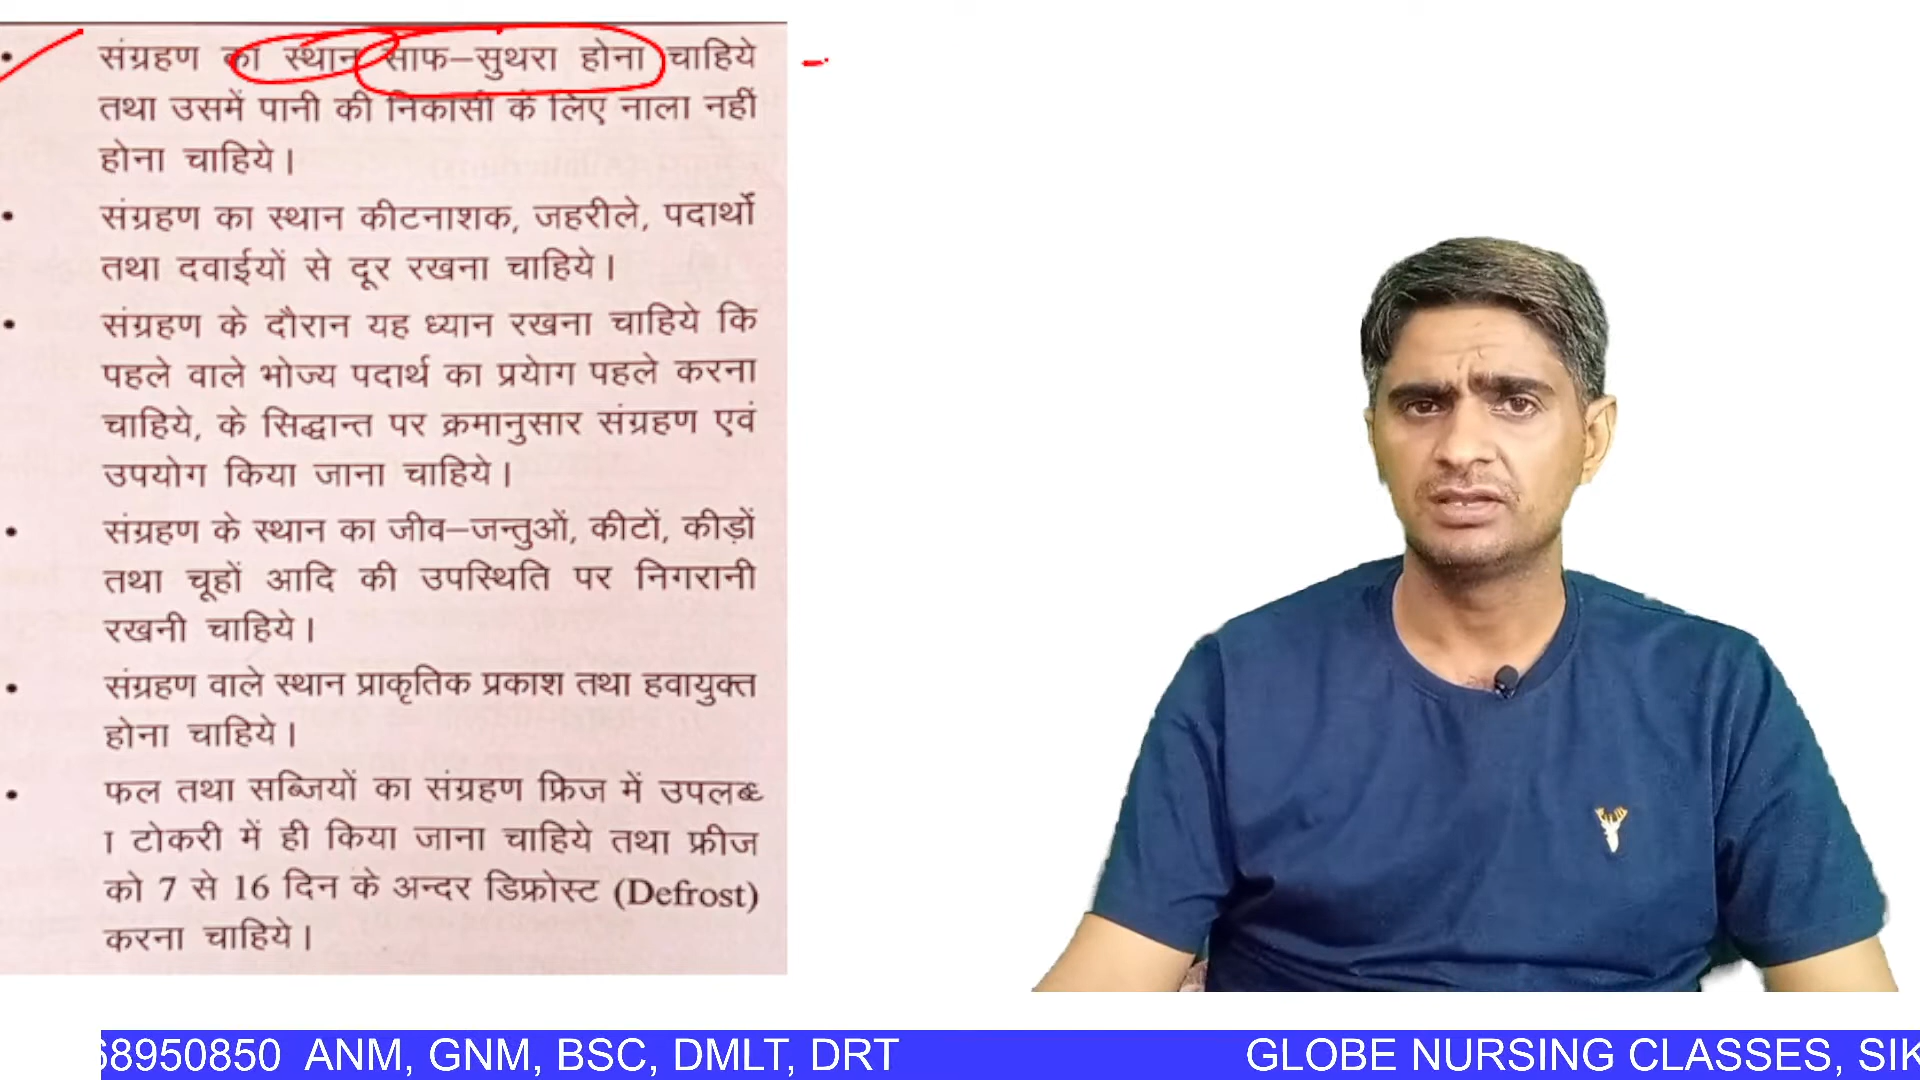 संग्रहण का स्थान साफ–सुथरा होना चाहिये
तथा उसमें पानी की निकासी के लिए नाला नहीं
होना चाहिये।
संग्रहण का स्थान कीटनाशक, जहरीले, पदार्थो
तथा दवाईयों से दूर रखना चाहिये।
संग्रहण के दौरान यह ध्यान रखना चाहिये कि
पहले वाले भोज्य पदार्थ का प्रयेाग पहले करना
चाहिये, के सिद्धान्त पर क्रमानुसार संग्रहण एवं
उपयोग किया जाना चाहिये।
संग्रहण के स्थान का जीव–जन्तुओं, कीटों, कीड़ों
तथा चूहों आदि की उपस्थिति पर निगरानी
रखनी चाहिये।
संग्रहण वाले स्थान प्राकृतिक प्रकाश तथा हवायुक्त
होना चाहिये।
फल तथा सब्जियों का संग्रहण फ्रिज में उपलब्ध
ा टोकरी में ही किया जाना चाहिये तथा फ्रीज
को 7 से 16 दिन के अन्दर डिफ्रोस्ट (Defrost)
करना चाहिये।
68950850 ANM, GNM, BSC, DMLT, DRT GLOBE NURSING CLASSES, SIK